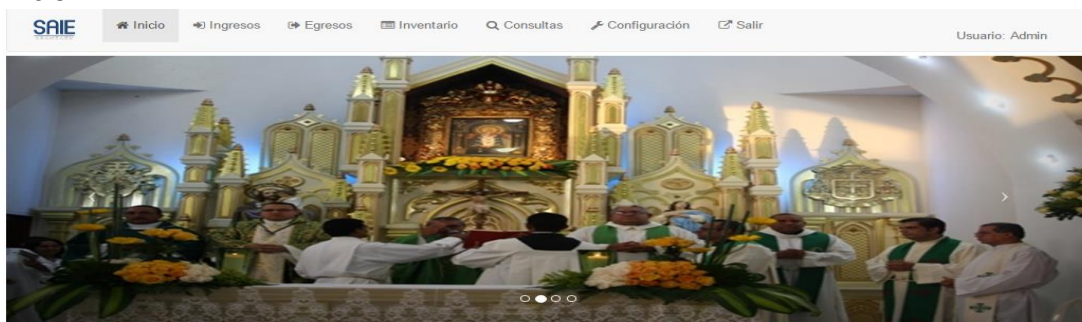 SAIE
Inicio Ingresos Egresos Inventario Consultas Configuración Salir
Usuario: Admin